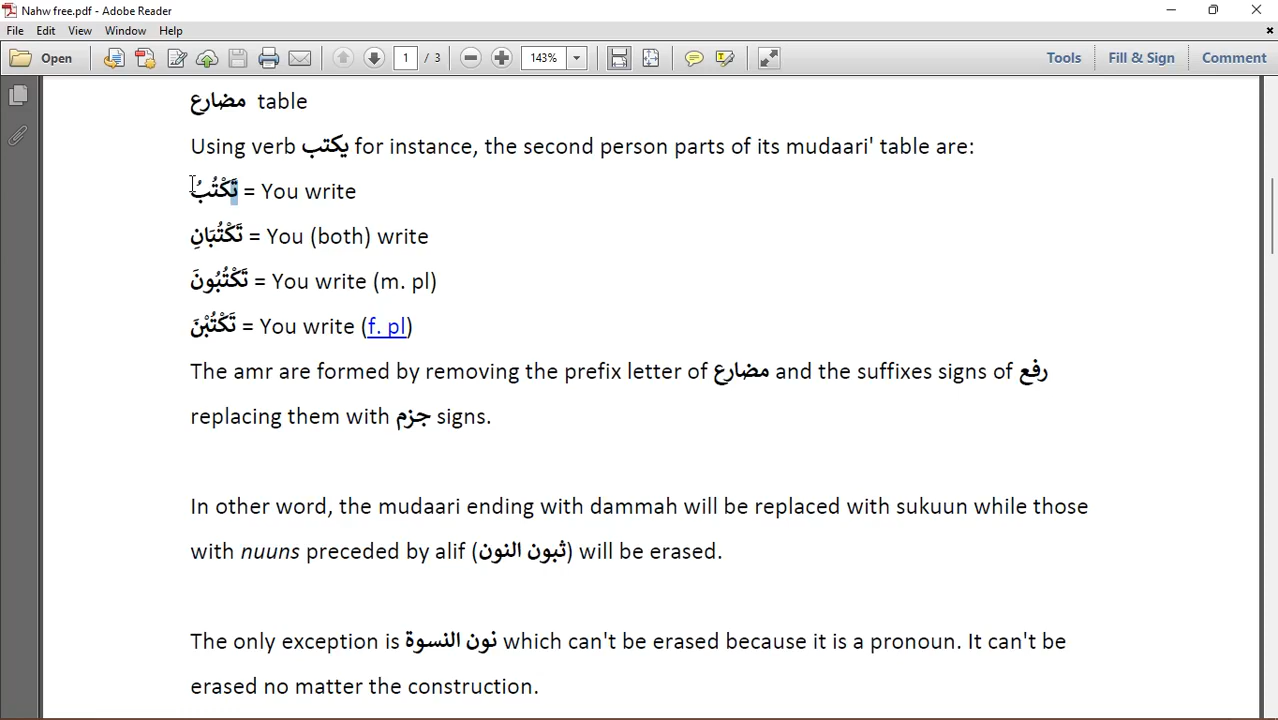 Nahw free.pdf - Adobe Reader
File Edit View Window Help
Open 1 / 3 143% Tools Fill & Sign Comment
مضارع table
Using verb يكتب for instance, the second person parts of its mudaari' table are:
تَكْتُبُ = You write
تَكْتُبَانِ = You (both) write
تَكْتُبُونَ = You write (m. pl)
تَكْتُبْنَ = You write (f. pl)
The amr are formed by removing the prefix letter of مضارع and the suffixes signs of رفع
replacing them with جزم signs.
In other word, the mudaari ending with dammah will be replaced with sukuun while those
with nuuns preceded by alif (ثبون النون) will be erased.
The only exception is نون النسوة which can't be erased because it is a pronoun. It can't be
erased no matter the construction.